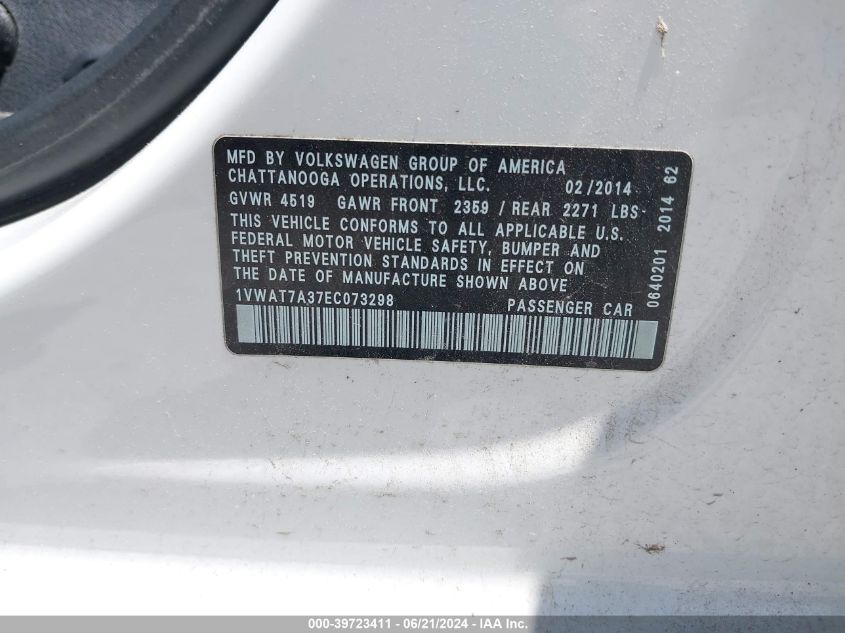 MFD BY VOLKSWAGEN GROUP OF AMERICA
CHATTANOOGA OPERATIONS, LLC. 02/2014
GVWR 4519 GAWR FRONT 2359 / REAR 2271 LBS
THIS VEHICLE CONFORMS TO ALL APPLICABLE U.S.
FEDERAL MOTOR VEHICLE SAFETY, BUMPER AND
THEFT PREVENTION STANDARDS IN EFFECT ON
THE DATE OF MANUFACTURE SHOWN ABOVE
1VWAT7A37EC073298 PASSENGER CAR
0640201 2014 62
000-39723411 - 06/21/2024 - IAA Inc.